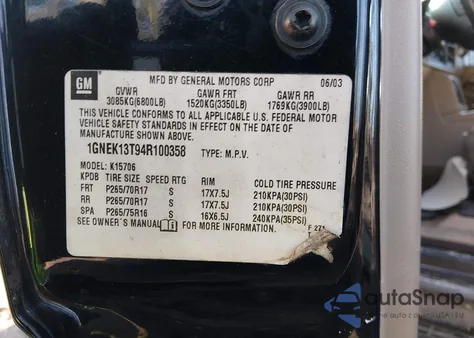 GM
MFD BY GENERAL MOTORS CORP 06/03
GVWR GAWR FRT GAWR RR
3085KG(6800LB) 1520KG(3350LB) 1769KG(3900LB)
THIS VEHICLE CONFORMS TO ALL APPLICABLE U.S. FEDERAL MOTOR
VEHICLE SAFETY STANDARDS IN EFFECT ON THE DATE OF
MANUFACTURE SHOWN ABOVE.
1GNEK13T94R100358 TYPE: M.P.V.
MODEL: K15706
KPDB TIRE SIZE SPEED RTG RIM COLD TIRE PRESSURE
FRT P265/70R17 S 17X7.5J 210KPA(30PSI)
RR P265/70R17 S 17X7.5J 210KPA(30PSI)
SPA P265/75R16 S 16X6.5J 240KPA(35PSI)
SEE OWNER'S MANUAL FOR MORE INFORMATION.
F 271
T
autaSnap